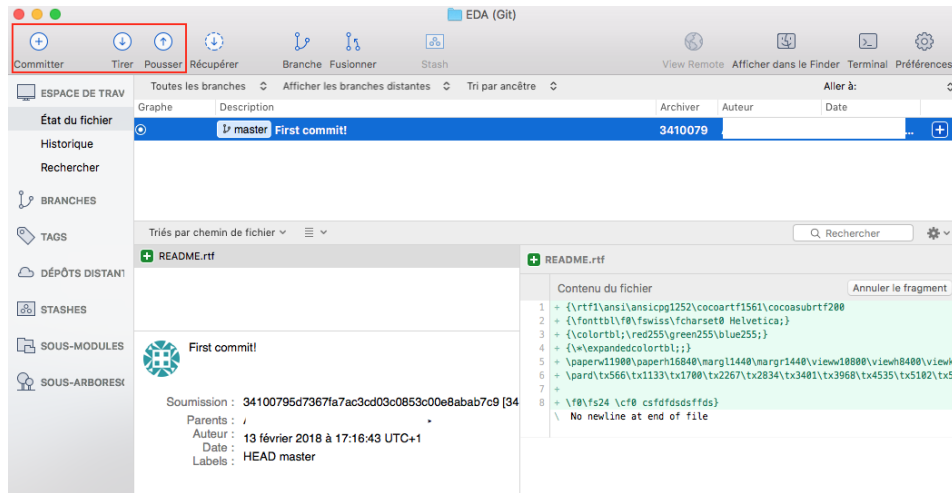 EDA (Git)
Committer Tirer Pousser Récupérer Branche Fusionner Stash View Remote Afficher dans le Finder Terminal Préférences
ESPACE DE TRAV
État du fichier
Historique
Rechercher
BRANCHES
TAGS
DÉPÔTS DISTANT
STASHES
SOUS-MODULES
SOUS-ARBORESC
Toutes les branches Afficher les branches distantes Tri par ancêtre Aller à:
Graphe Description Archiver Auteur Date
master First commit! 3410079 ...
Triés par chemin de fichier Rechercher
README.rtf
First commit!
Soumission : 34100795d7367fa7ac3cd03c0853c00e8abab7c9 [34
Parents :
Auteur :
Date : 13 février 2018 à 17:16:43 UTC+1
Labels : HEAD master
README.rtf
Contenu du fichier Annuler le fragment
1 + {\rtf1\ansi\ansicpg1252\cocoartf1561\cocoasubrtf200
2 + {\fonttbl\f0\fswiss\fcharset0 Helvetica;}
3 + {\colortbl;\red255\green255\blue255;}
4 + {\*\expandedcolortbl;;}
5 + \paperw11900\paperh16840\margl1440\margr1440\vieww10800\viewh8400\viewk
6 + \pard\tx566\tx1133\tx1700\tx2267\tx2834\tx3401\tx3968\tx4535\tx5102\tx5
7 +
8 + \f0\fs24 \cf0 csfdfdsdsffds}
\ No newline at end of file